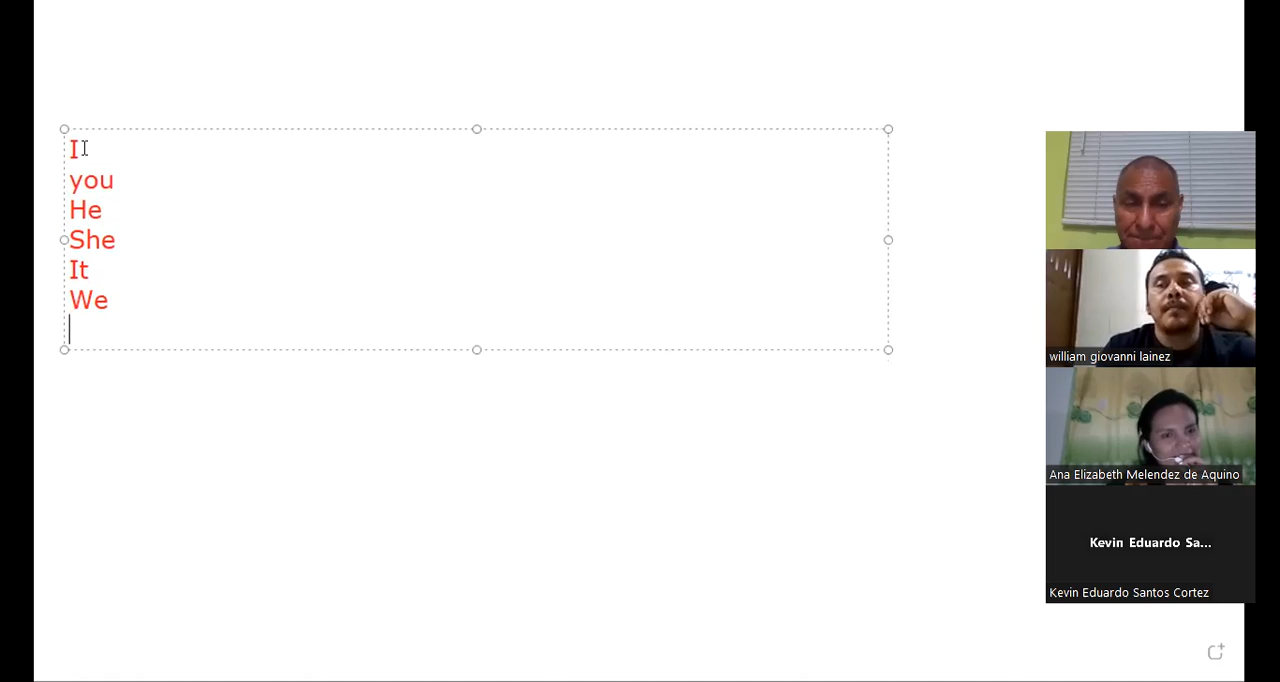 I
you
He
She
It
We
william giovanni lainez
Ana Elizabeth Melendez de Aquino
Kevin Eduardo Sa...
Kevin Eduardo Santos Cortez